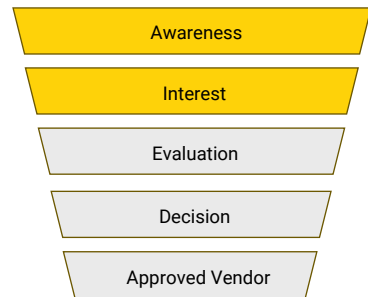 Awareness
Interest
Evaluation
Decision
Approved Vendor